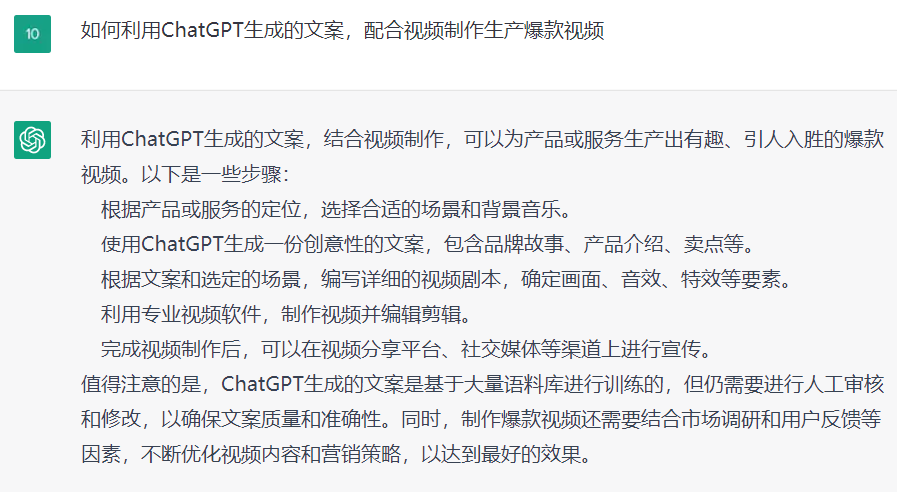 10
如何利用ChatGPT生成的文案，配合视频制作生产爆款视频
利用ChatGPT生成的文案，结合视频制作，可以为产品或服务生产出有趣、引人入胜的爆款
视频。以下是一些步骤：
根据产品或服务的定位，选择合适的场景和背景音乐。
使用ChatGPT生成一份创意性的文案，包含品牌故事、产品介绍、卖点等。
根据文案和选定的场景，编写详细的视频剧本，确定画面、音效、特效等要素。
利用专业视频软件，制作视频并编辑剪辑。
完成视频制作后，可以在视频分享平台、社交媒体等渠道上进行宣传。
值得注意的是，ChatGPT生成的文案是基于大量语料库进行训练的，但仍需要进行人工审核
和修改，以确保文案质量和准确性。同时，制作爆款视频还需要结合市场调研和用户反馈等
因素，不断优化视频内容和营销策略，以达到最好的效果。